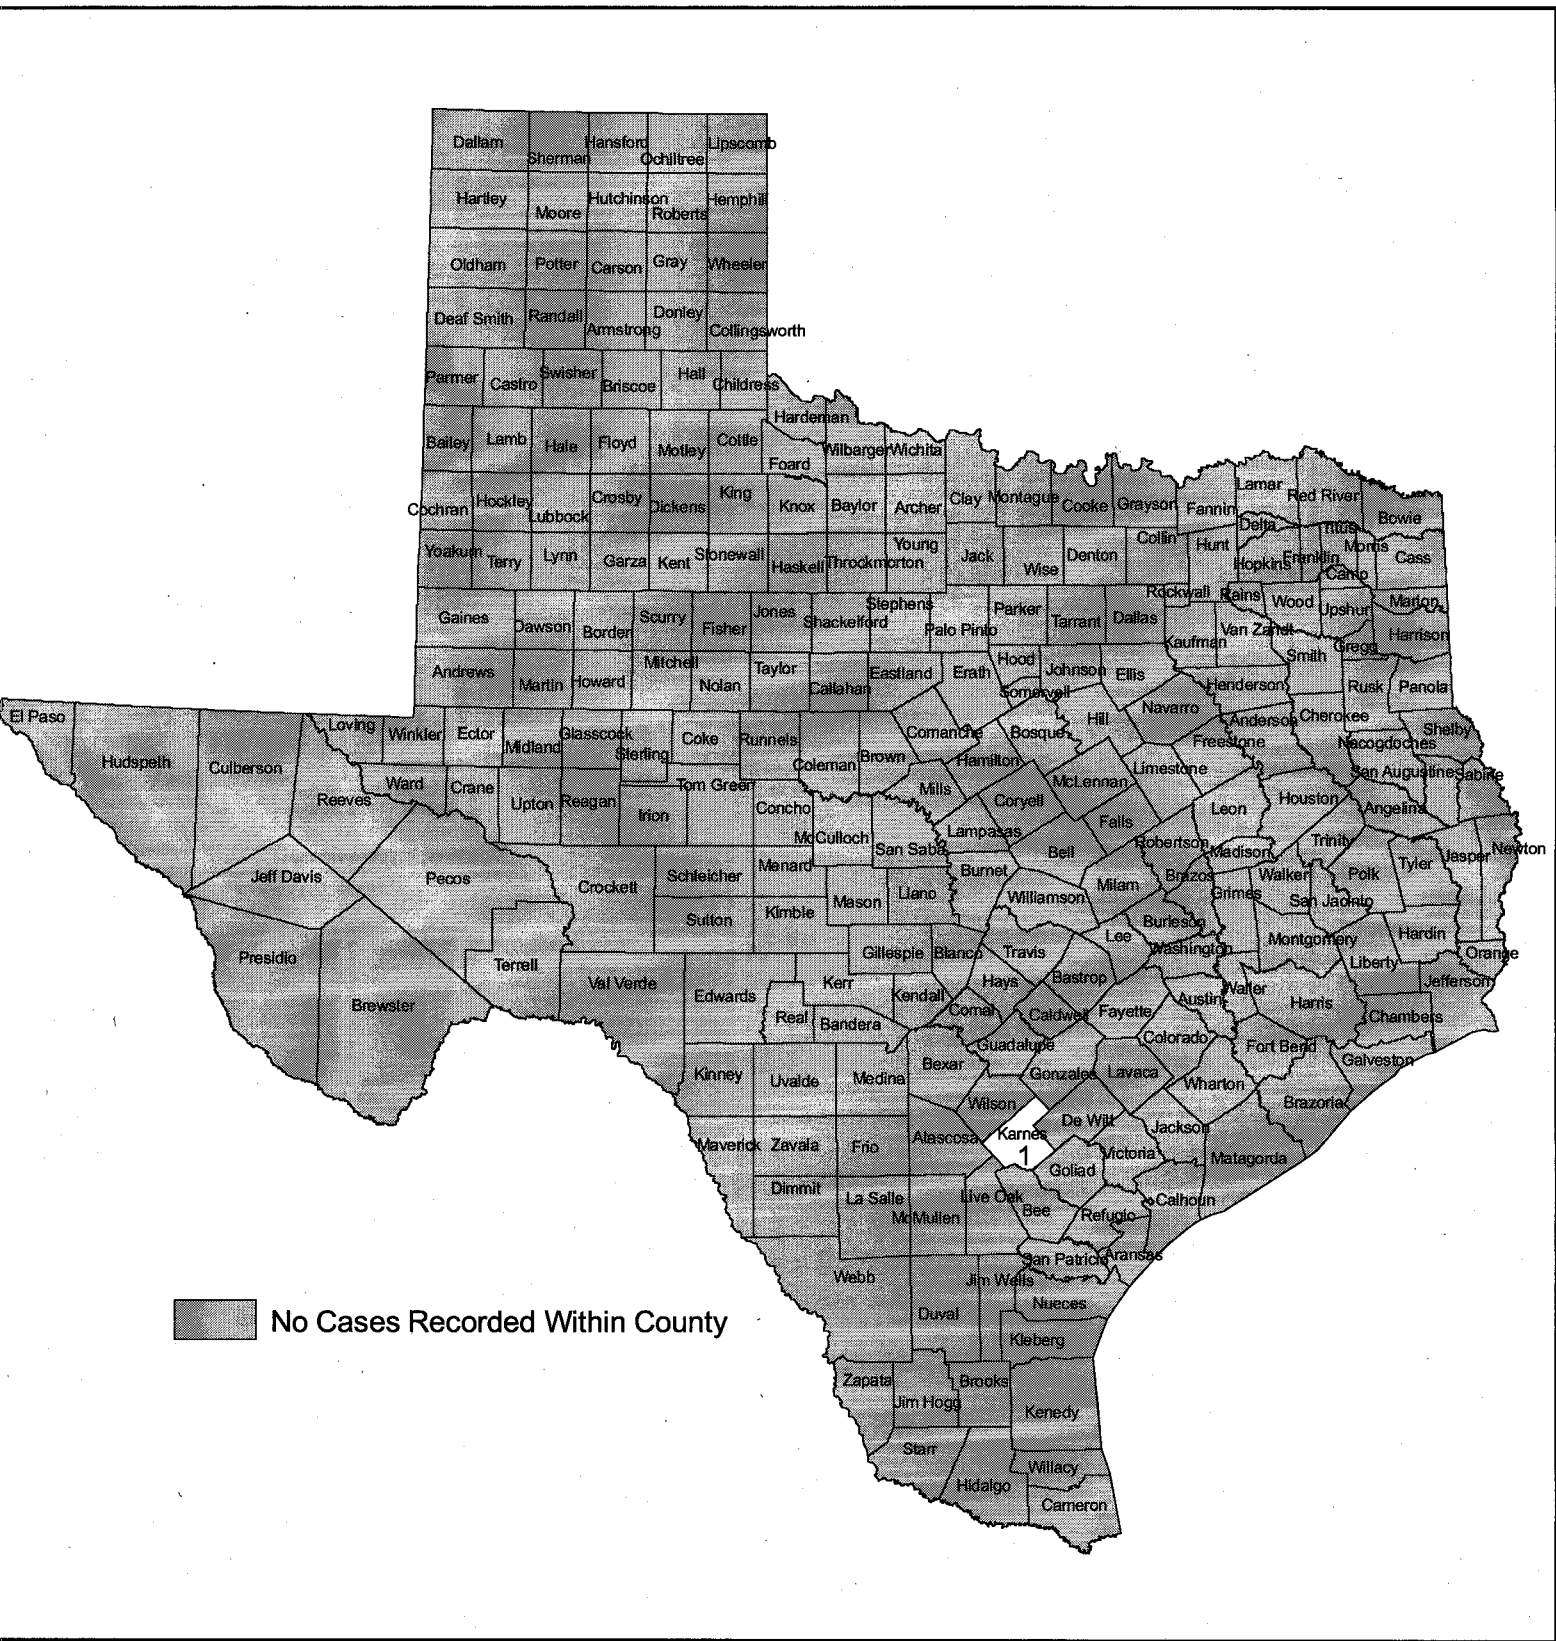 Dallam Sherman Hansford Ochiltree Lipscomb
Hartley Moore Hutchinson Roberts Hemphill
Oldham Potter Carson Gray Wheeler
Deaf Smith Randall Armstrong Donley Collingsworth
Parmer Castro Swisher Briscoe Hall Childress
Hardeman
Bailey Lamb Hale Floyd Motley Cottle Foard Wilbarger Wichita
Cochran Hockley Lubbock Crosby Dickens King Knox Baylor Archer Clay Montague Cooke Grayson Fannin Lamar Red River Bowie
Delta Titus
Yoakum Terry Lynn Garza Kent Stonewall Haskell Throckmorton Young Jack Wise Denton Collin Hunt Hopkins Franklin Morris Cass
Camp
Gaines Dawson Borden Scurry Fisher Jones Shackelford Stephens Palo Pinto Parker Tarrant Dallas Rockwall Rains Wood Upshur Marion
Kaufman Van Zandt Smith Gregg Harrison
Andrews Martin Howard Mitchell Nolan Taylor Callahan Eastland Erath Hood Johnson Ellis Henderson Rusk Panola
Somervell
El Paso Loving Winkler Ector Midland Glasscock Sterling Coke Runnels Coleman Brown Comanche Bosque Hill Navarro Anderson Cherokee Shelby
Hamilton Freestone Nacogdoches
Hudspeth Culberson Reeves Ward Crane Upton Reagan Irion Tom Green Concho Mills Coryell McLennan Limestone Leon Houston San Augustine Sabine
Angelina
McCulloch San Saba Lampasas Bell Falls Robertson Madison Trinity Polk Tyler Jasper Newton
Jeff Davis Pecos Crockett Schleicher Menard Mason Llano Burnet Williamson Milam Brazos Grimes Walker San Jacinto
Sutton Kimble Burleson
Presidio Brewster Terrell Val Verde Edwards Kerr Gillespie Blanco Travis Lee Washington Montgomery Liberty Hardin Orange
Real Bandera Kendall Hays Bastrop Austin Waller Harris Jefferson
Comal Caldwell Fayette Chambers
Guadalupe Colorado Fort Bend Galveston
Kinney Uvalde Medina Bexar Gonzales Lavaca Wharton Brazoria
Wilson
Maverick Zavala Frio Atascosa Karnes De Witt Jackson Matagorda
1
Goliad Victoria
Dimmit La Salle McMullen Live Oak Bee Refugio Calhoun
San Patricio Aransas
Webb Duval Jim Wells Nueces
Kleberg
No Cases Recorded Within County
Zapata Jim Hogg Brooks Kenedy
Starr Hidalgo Willacy
Cameron